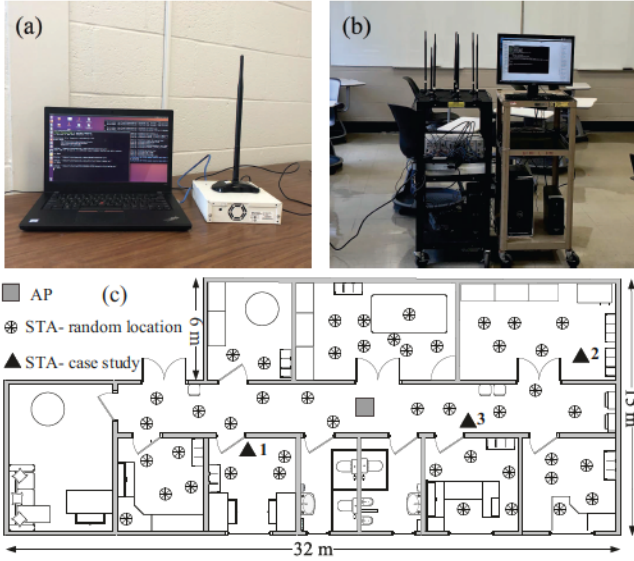 (a)
(b)
AP
(c)
STA- random location
STA- case study
6 m
2
15 m
3
1
32 m